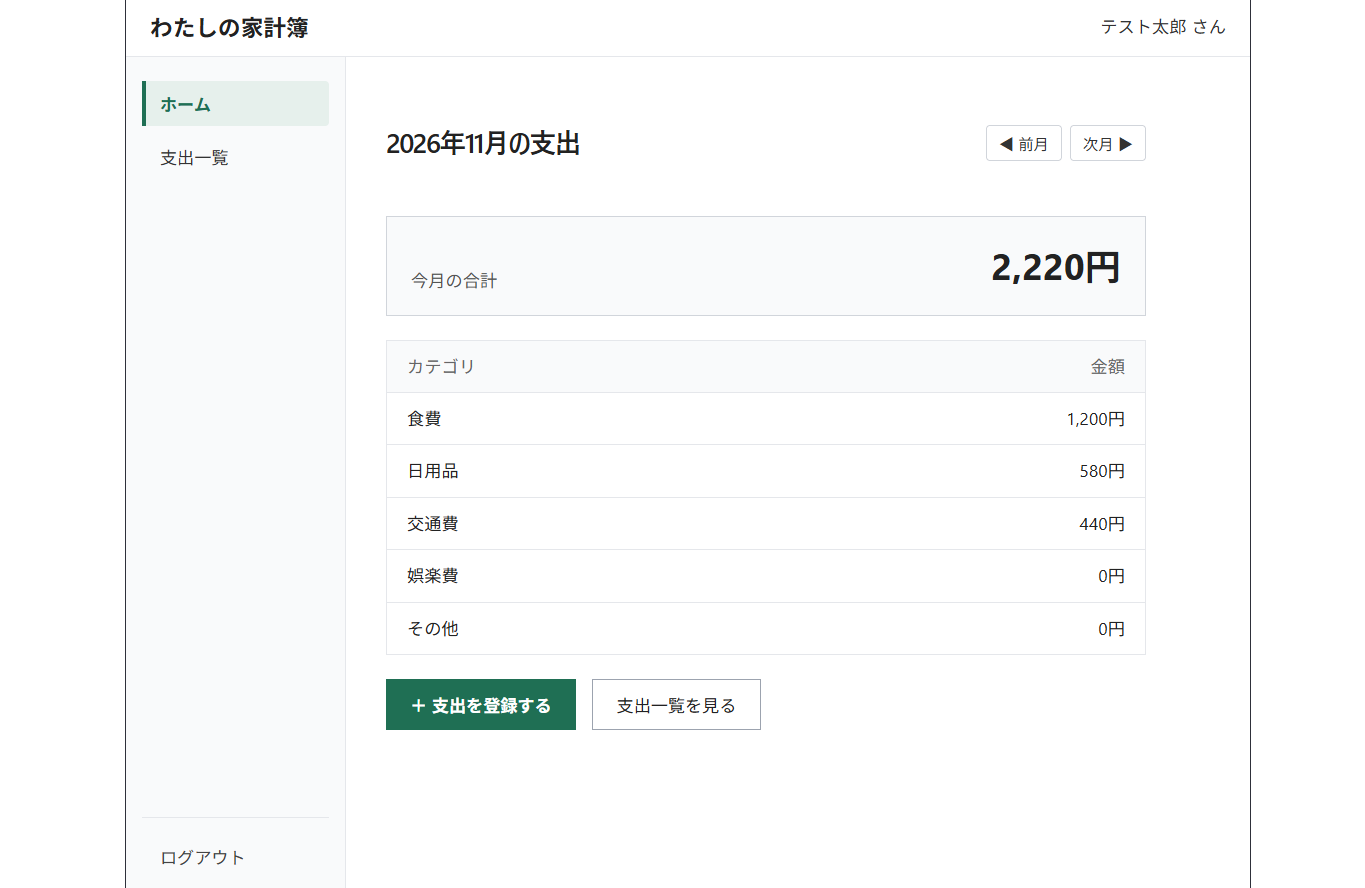 わたしの家計簿
テスト太郎 さん
ホーム
支出一覧
ログアウト
2026年11月の支出
◀ 前月
次月 ▶
今月の合計
2,220円
カテゴリ 金額
食費 1,200円
日用品 580円
交通費 440円
娯楽費 0円
その他 0円
＋ 支出を登録する
支出一覧を見る